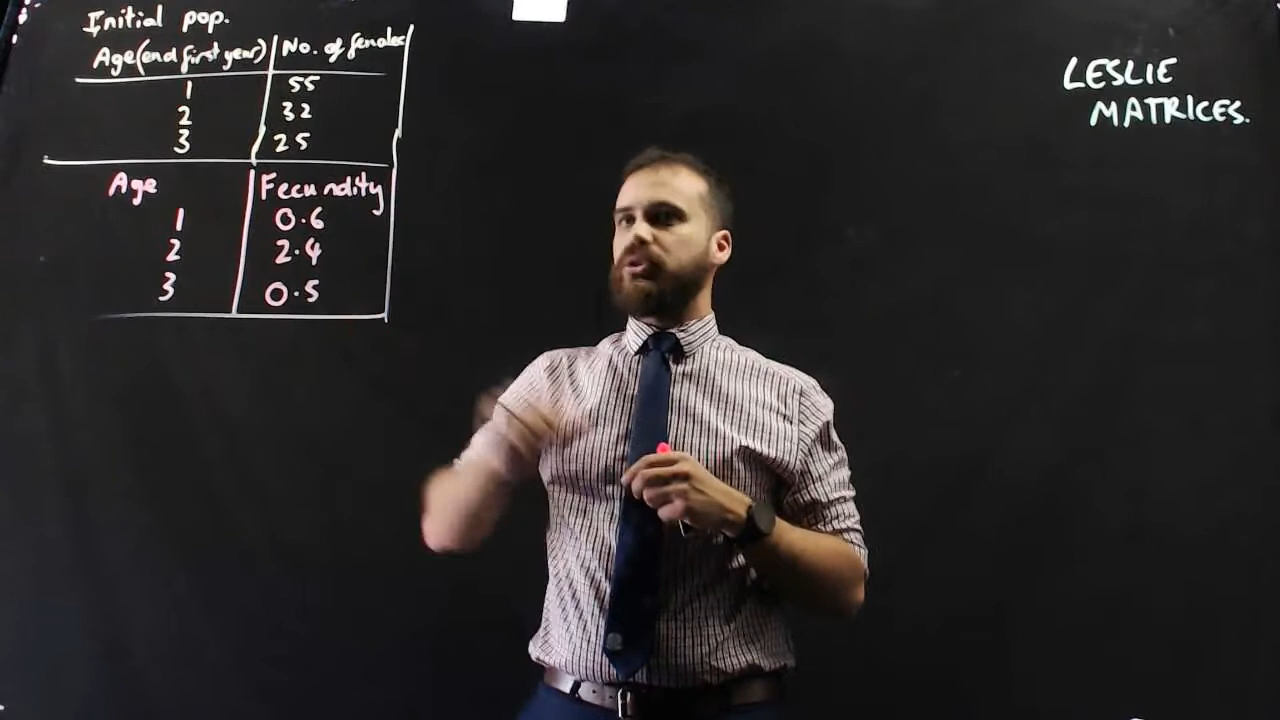 Initial pop.
Age(end first year) No. of females
1 55
2 32
3 25
Age Fecundity
1 0.6
2 2.4
3 0.5
LESLIE
MATRICES.